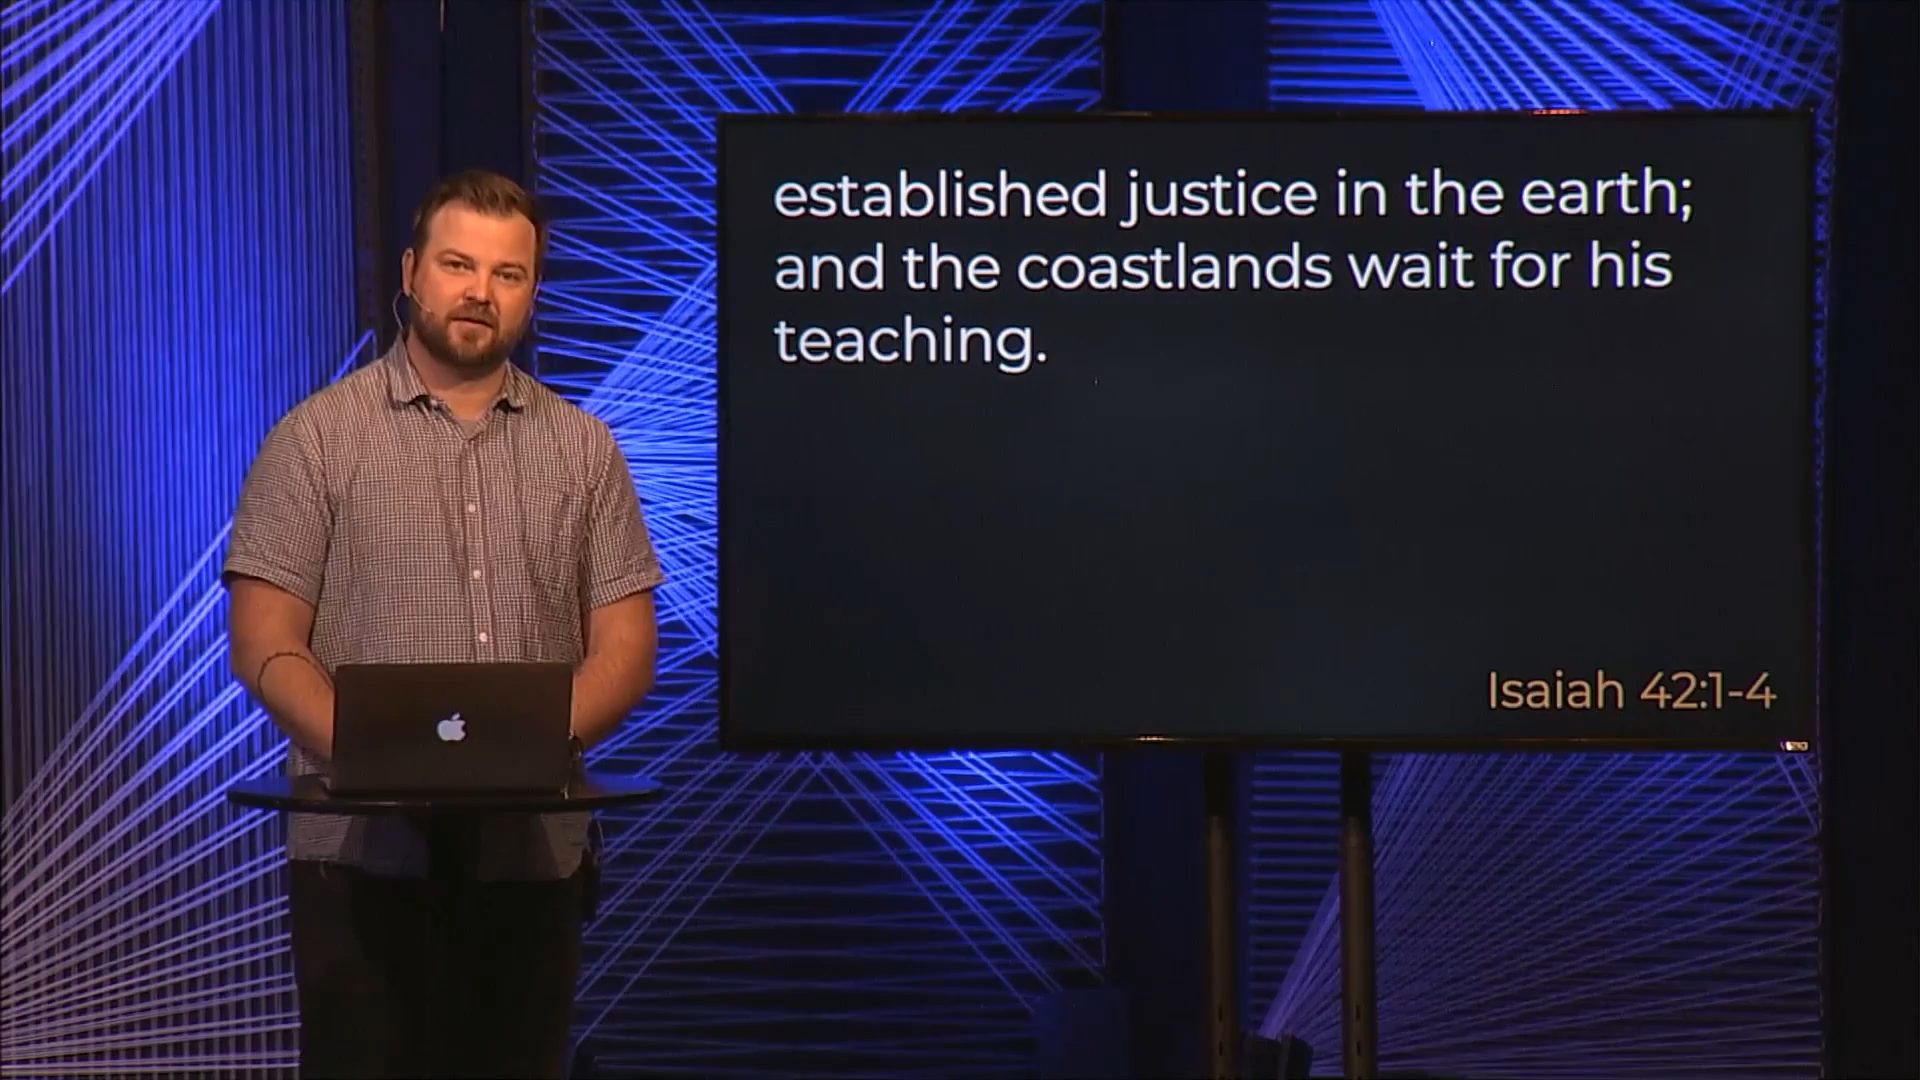 established justice in the earth;
and the coastlands wait for his
teaching.
Isaiah 42:1-4